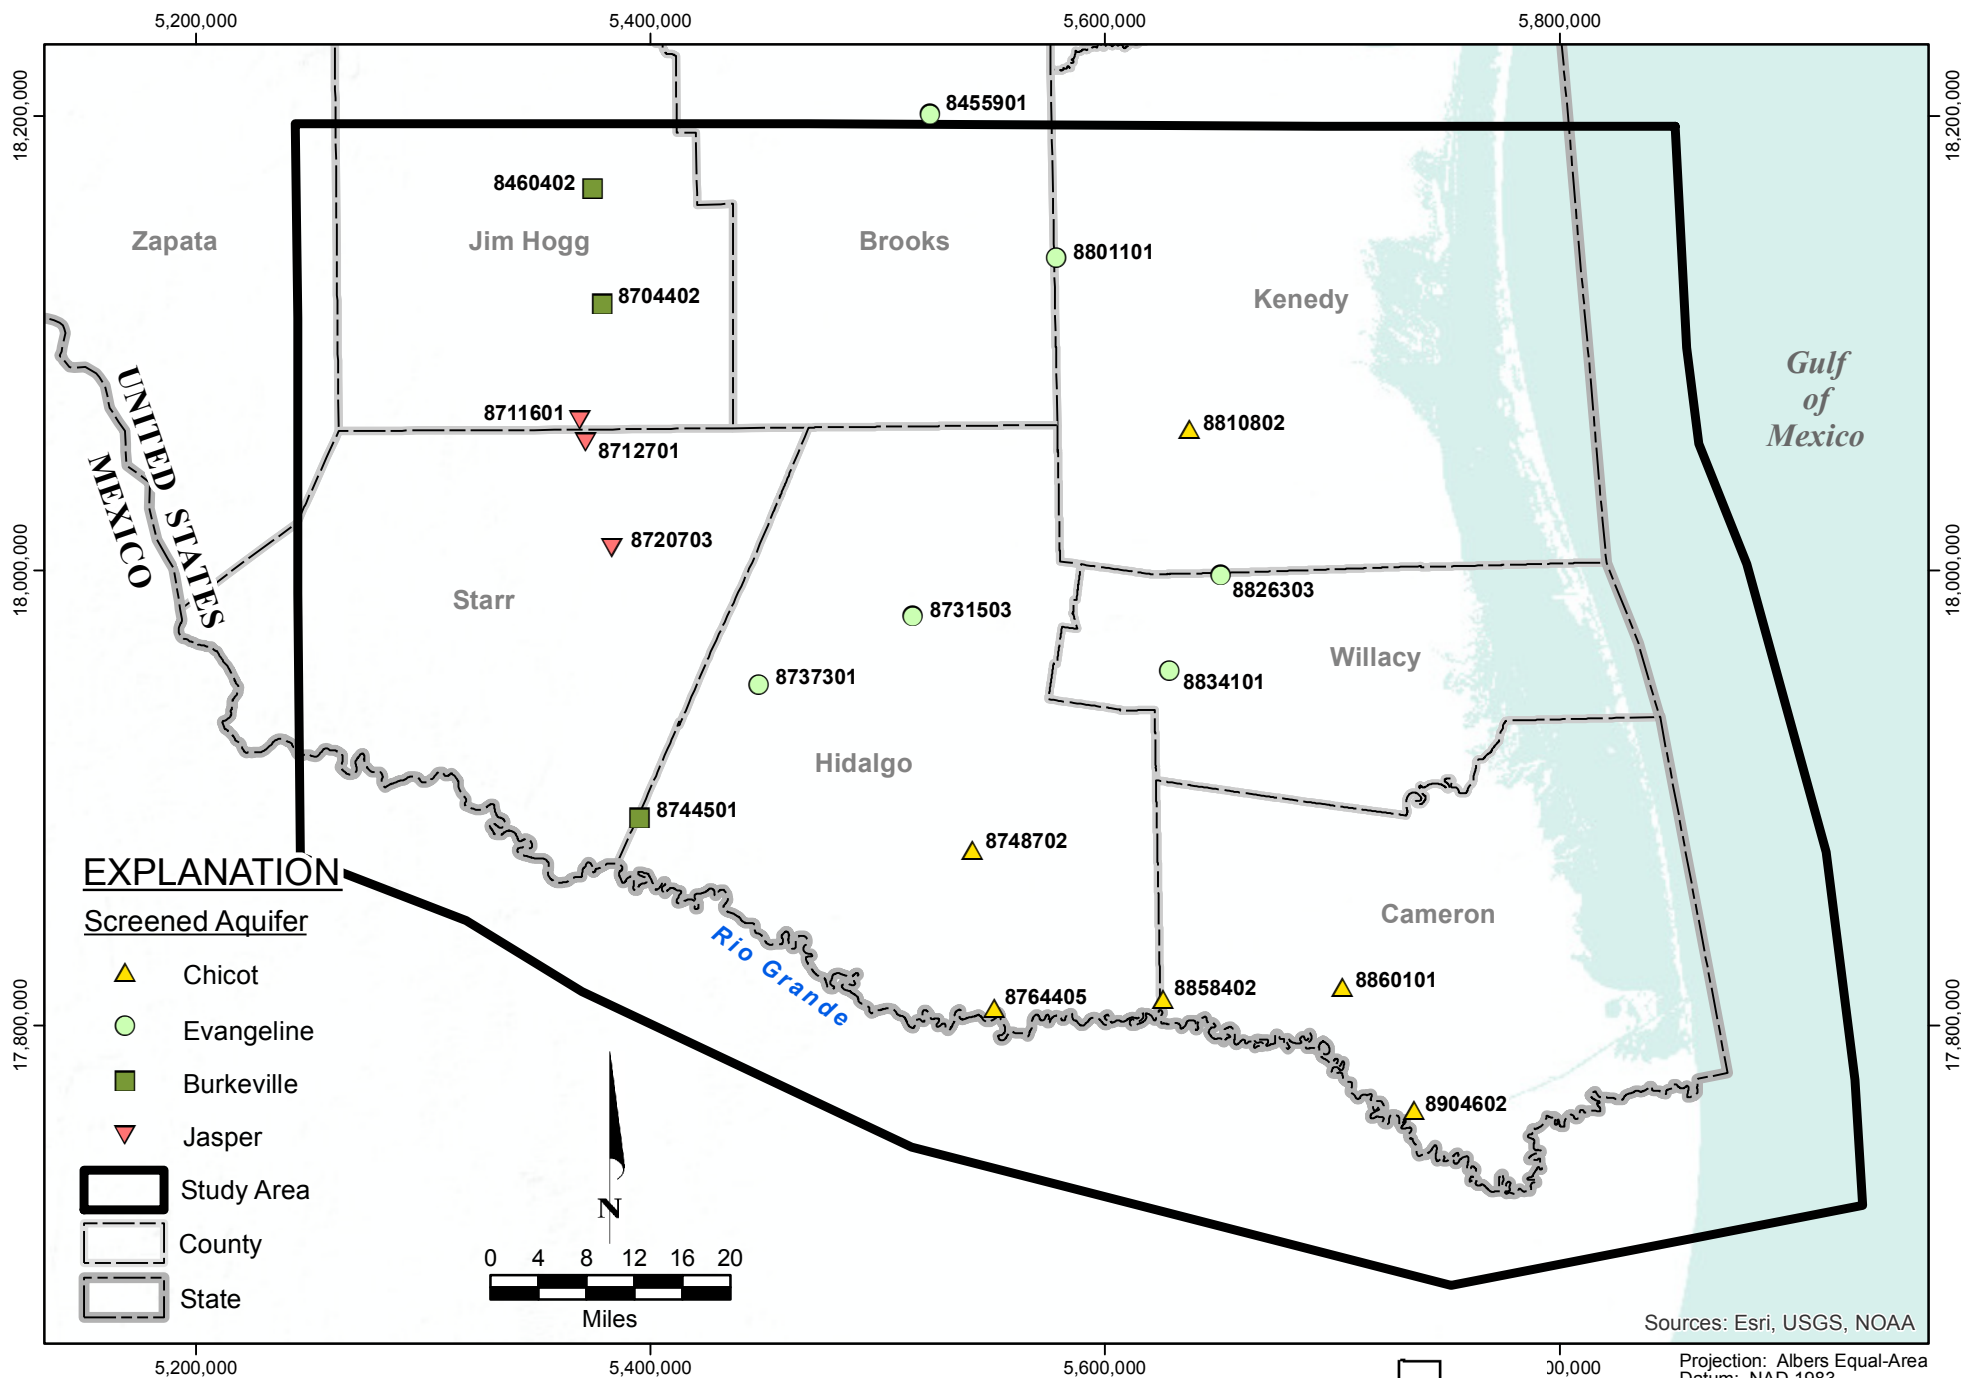 5,200,000 5,400,000 5,600,000 5,800,000
18,200,000
18,200,000
8455901
8460402
Zapata
Jim Hogg
Brooks
8801101
8704402
Kenedy
Gulf
of
Mexico
UNITED STATES
MEXICO
8711601
8810802
8712701
8720703
18,000,000
18,000,000
Starr
8731503
8826303
Willacy
8737301
8834101
Hidalgo
8744501
8748702
EXPLANATION
Screened Aquifer
Chicot
Evangeline
Burkeville
Jasper
Study Area
County
State
Rio Grande
Cameron
8764405
8858402
8860101
17,800,000
17,800,000
8904602
N
0 4 8 12 16 20
Miles
Sources: Esri, USGS, NOAA
5,200,000 5,400,000 5,600,000 00,000
Projection: Albers Equal-Area
Datum: NAD 1983